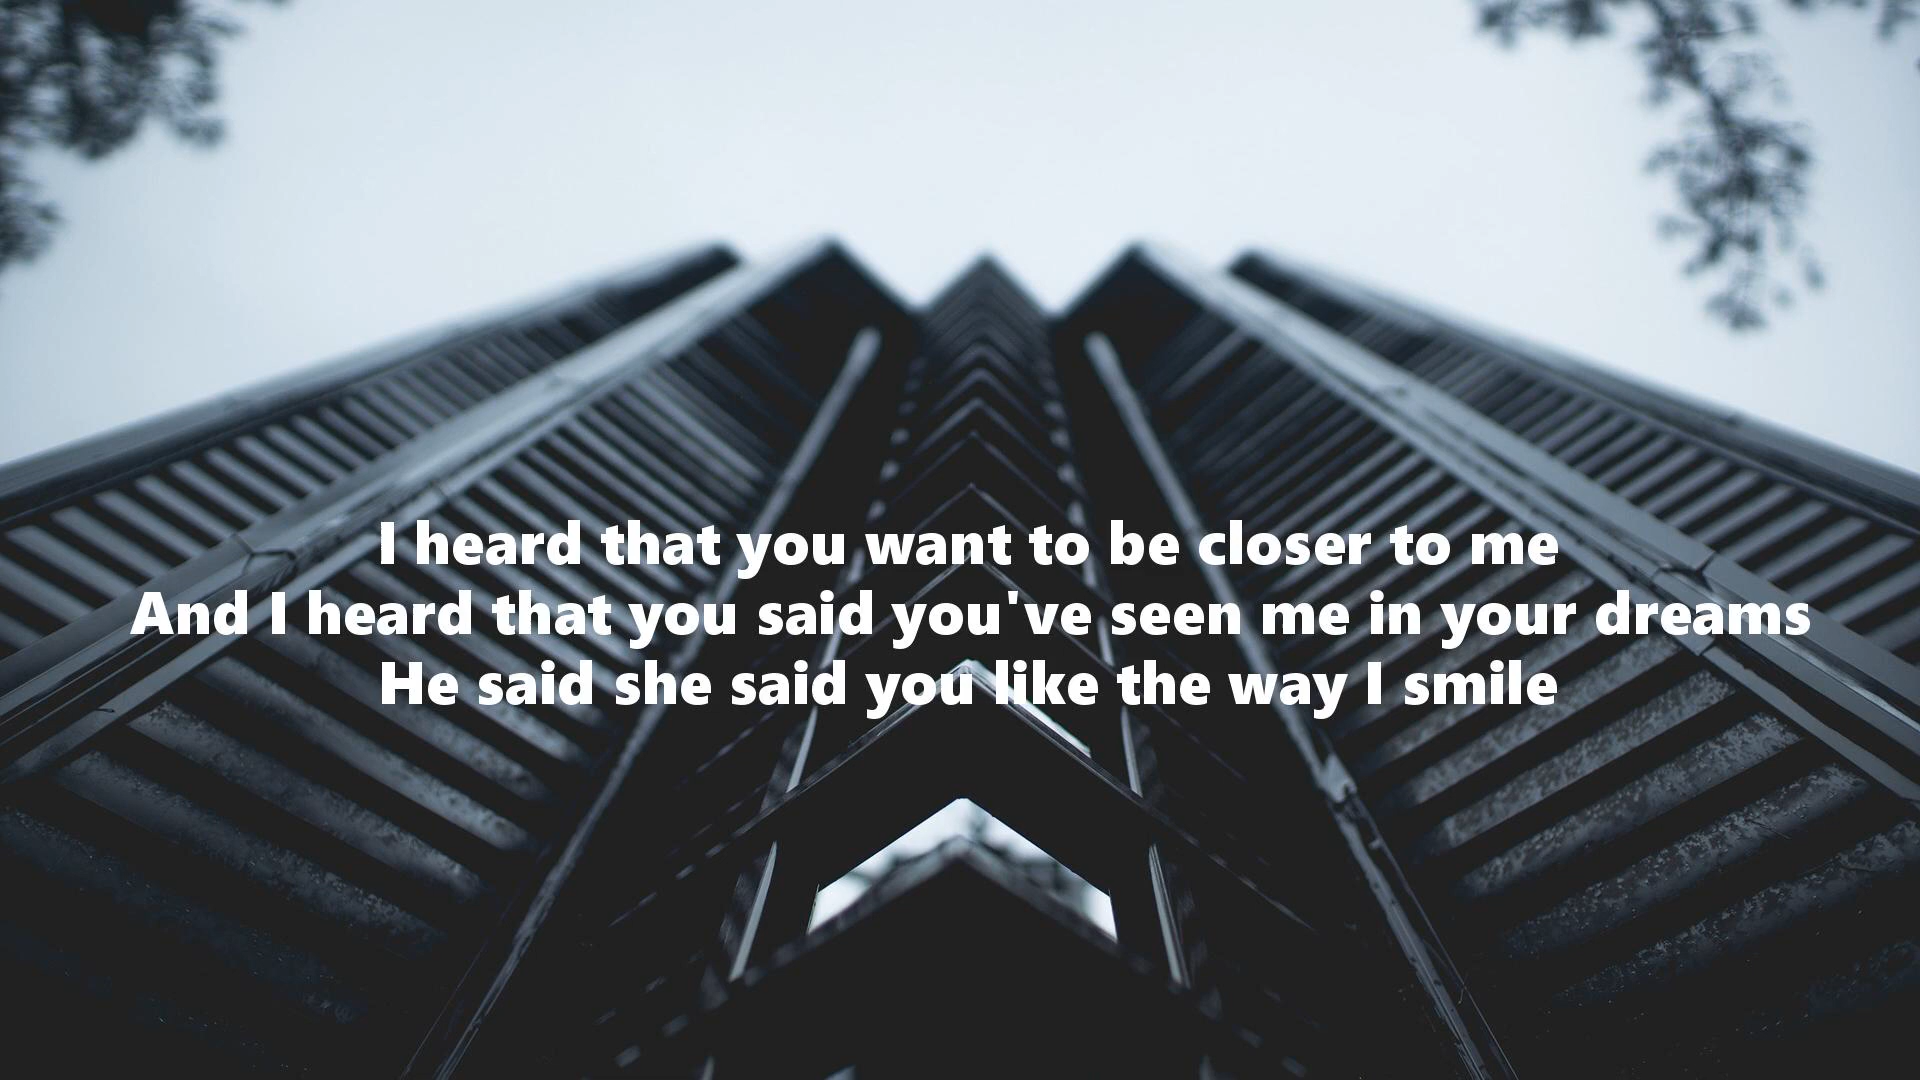 I heard that you want to be closer to me
And I heard that you said you've seen me in your dreams
He said she said you like the way I smile